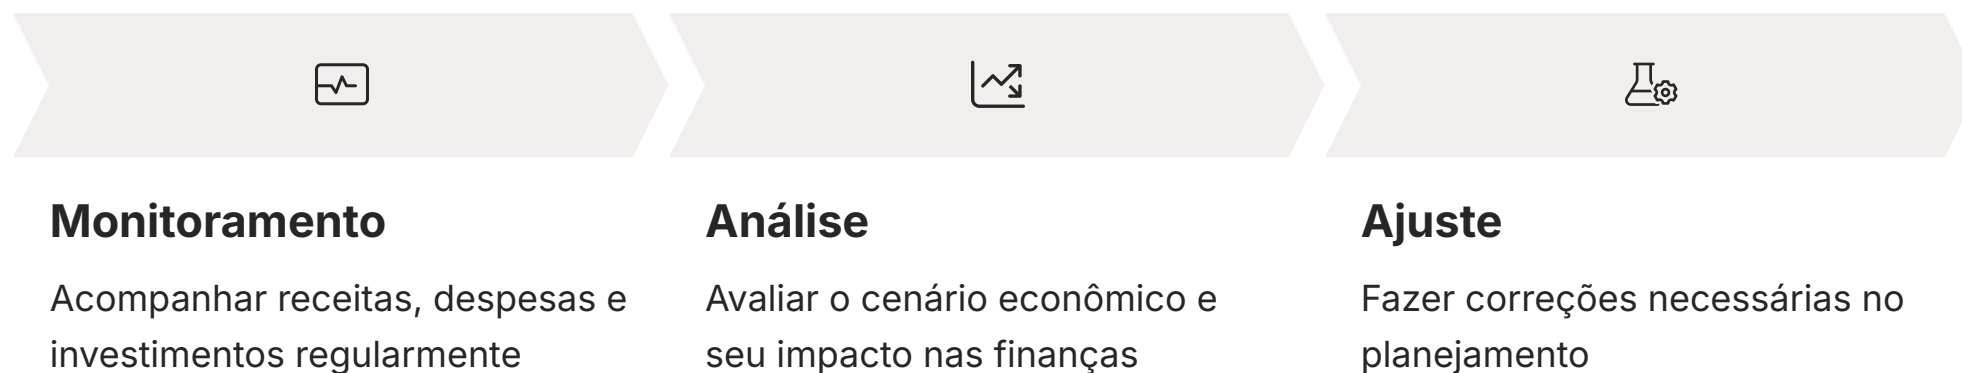 Monitoramento
Acompanhar receitas, despesas e
investimentos regularmente
Análise
Avaliar o cenário econômico e
seu impacto nas finanças
Ajuste
Fazer correções necessárias no
planejamento